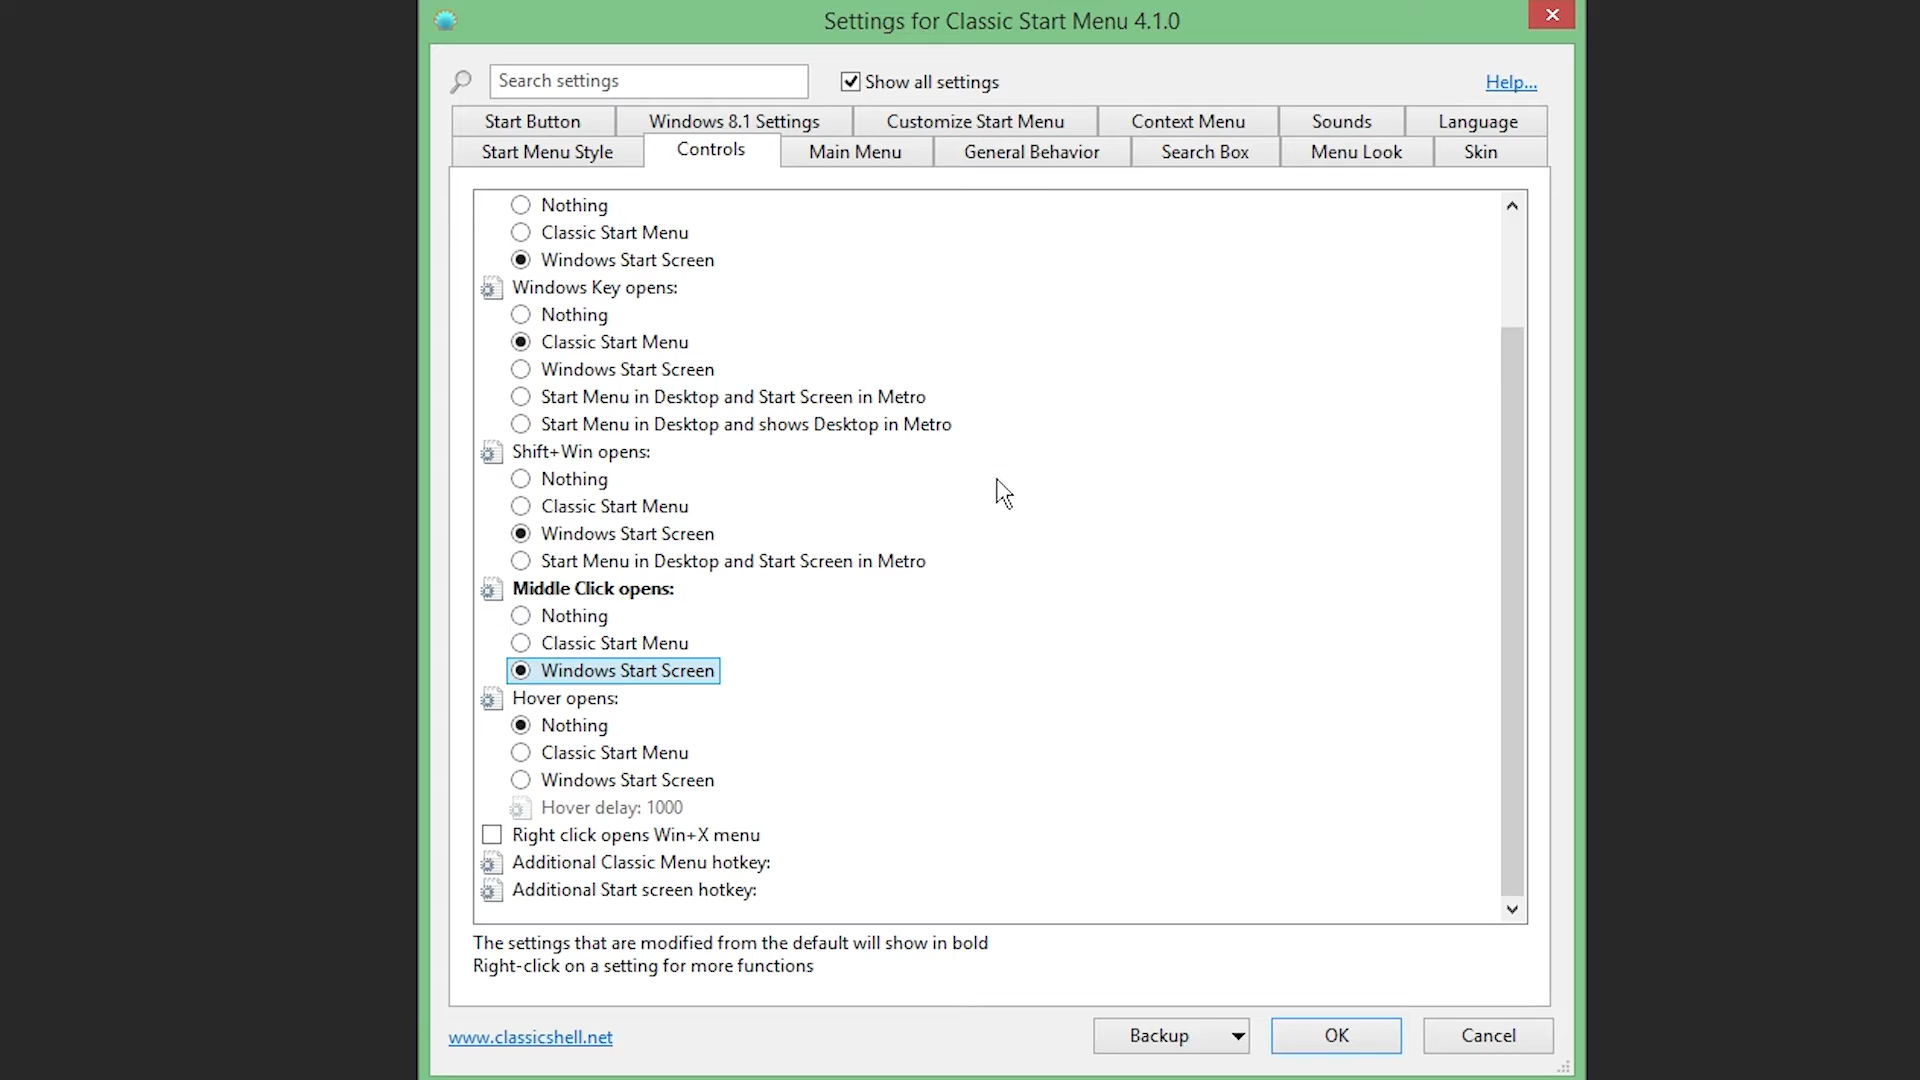 Settings for Classic Start Menu 4.1.0
Search settings
Show all settings
Help...
Start Button
Windows 8.1 Settings
Customize Start Menu
Context Menu
Sounds
Language
Start Menu Style
Controls
Main Menu
General Behavior
Search Box
Menu Look
Skin
Nothing
Classic Start Menu
Windows Start Screen
Windows Key opens:
Nothing
Classic Start Menu
Windows Start Screen
Start Menu in Desktop and Start Screen in Metro
Start Menu in Desktop and shows Desktop in Metro
Shift+Win opens:
Nothing
Classic Start Menu
Windows Start Screen
Start Menu in Desktop and Start Screen in Metro
Middle Click opens:
Nothing
Classic Start Menu
Windows Start Screen
Hover opens:
Nothing
Classic Start Menu
Windows Start Screen
Hover delay: 1000
Right click opens Win+X menu
Additional Classic Menu hotkey:
Additional Start screen hotkey:
The settings that are modified from the default will show in bold
Right-click on a setting for more functions
www.classicshell.net
Backup
OK
Cancel